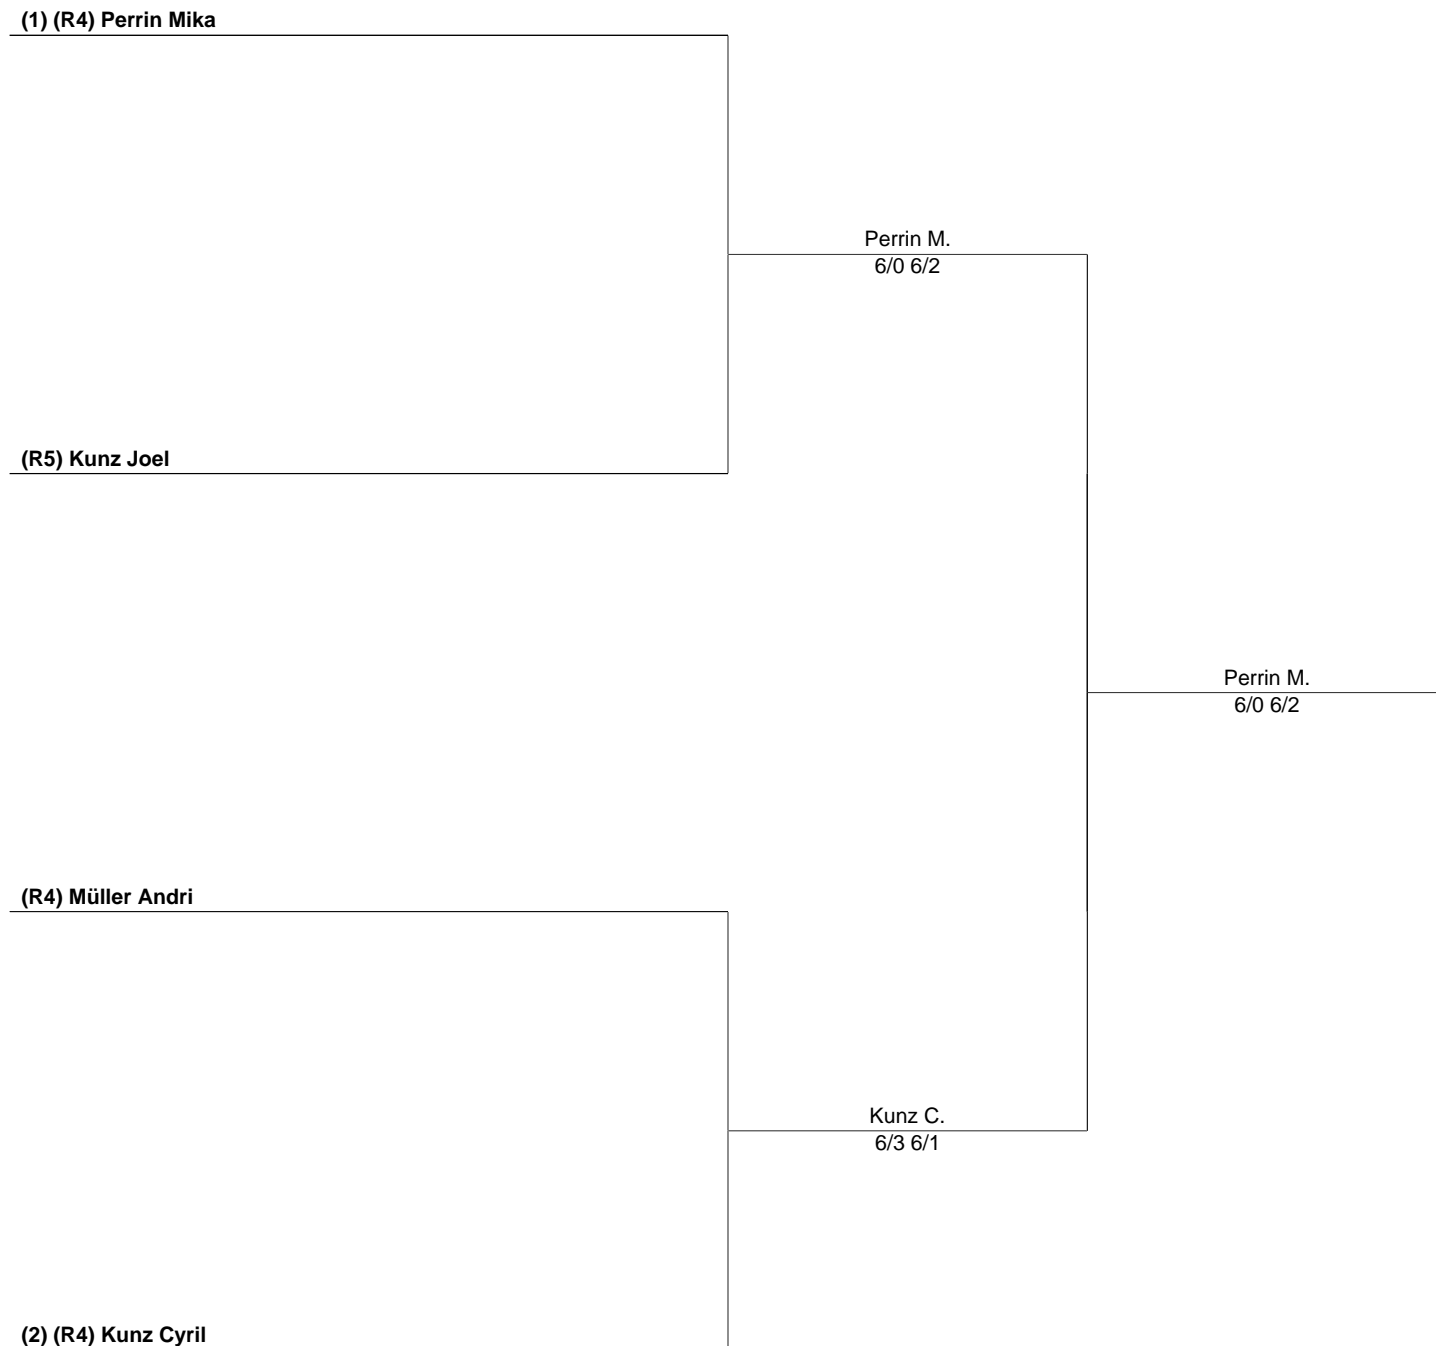 (1) (R4) Perrin Mika
Perrin M.
6/0 6/2
(R5) Kunz Joel
Perrin M.
6/0 6/2
(R4) Müller Andri
Kunz C.
6/3 6/1
(2) (R4) Kunz Cyril